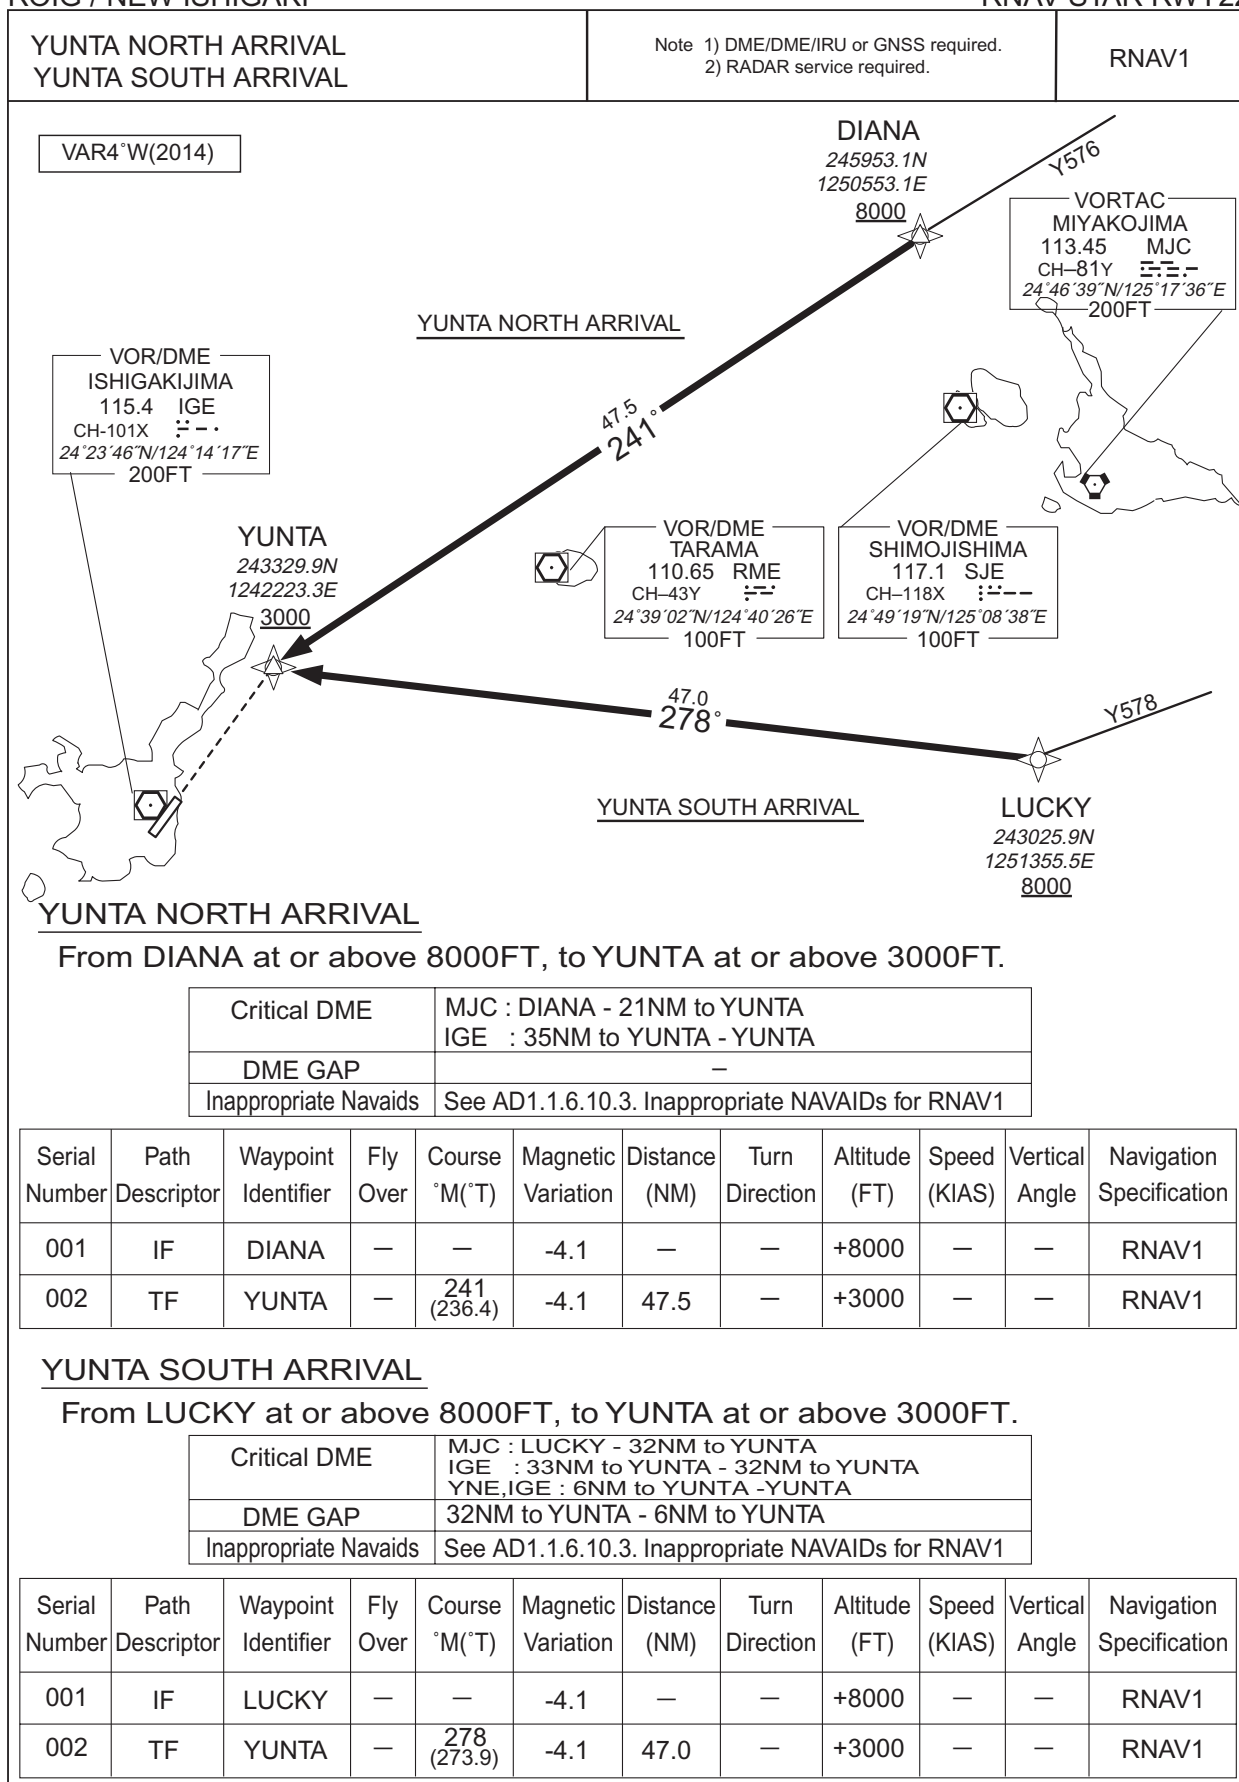 ROIG / NEW ISHIGAKI RNAV STAR RWY22
YUNTA NORTH ARRIVAL
YUNTA SOUTH ARRIVAL
Note 1) DME/DME/IRU or GNSS required.
2) RADAR service required.
RNAV1
VAR4˚W(2014)
DIANA
245953.1N
1250553.1E
8000
Y576
VORTAC
MIYAKOJIMA
113.45 MJC
CH–81Y
24˚46´39˝N/125˚17´36˝E
200FT
YUNTA NORTH ARRIVAL
VOR/DME
ISHIGAKIJIMA
115.4 IGE
CH-101X
24˚23´46˝N/124˚14´17˝E
200FT
47.5
241˚
YUNTA
243329.9N
1242223.3E
3000
VOR/DME
TARAMA
110.65 RME
CH–43Y
24˚39´02˝N/124˚40´26˝E
100FT
VOR/DME
SHIMOJISHIMA
117.1 SJE
CH–118X
24˚49´19˝N/125˚08´38˝E
100FT
47.0
278˚
Y578
YUNTA SOUTH ARRIVAL
LUCKY
243025.9N
1251355.5E
8000
YUNTA NORTH ARRIVAL
From DIANA at or above 8000FT, to YUNTA at or above 3000FT.
Critical DME MJC : DIANA - 21NM to YUNTA
IGE : 35NM to YUNTA - YUNTA
DME GAP –
Inappropriate Navaids See AD1.1.6.10.3. Inappropriate NAVAIDs for RNAV1
Serial Path Waypoint Fly Course Magnetic Distance Turn Altitude Speed Vertical Navigation
Number Descriptor Identifier Over ˚M(˚T) Variation (NM) Direction (FT) (KIAS) Angle Specification
001 IF DIANA – – -4.1 – – +8000 – – RNAV1
002 TF YUNTA – 241 (236.4) -4.1 47.5 – +3000 – – RNAV1
YUNTA SOUTH ARRIVAL
From LUCKY at or above 8000FT, to YUNTA at or above 3000FT.
Critical DME MJC : LUCKY - 32NM to YUNTA
IGE : 33NM to YUNTA - 32NM to YUNTA
YNE,IGE : 6NM to YUNTA -YUNTA
DME GAP 32NM to YUNTA - 6NM to YUNTA
Inappropriate Navaids See AD1.1.6.10.3. Inappropriate NAVAIDs for RNAV1
Serial Path Waypoint Fly Course Magnetic Distance Turn Altitude Speed Vertical Navigation
Number Descriptor Identifier Over ˚M(˚T) Variation (NM) Direction (FT) (KIAS) Angle Specification
001 IF LUCKY – – -4.1 – – +8000 – – RNAV1
002 TF YUNTA – 278 (273.9) -4.1 47.0 – +3000 – – RNAV1